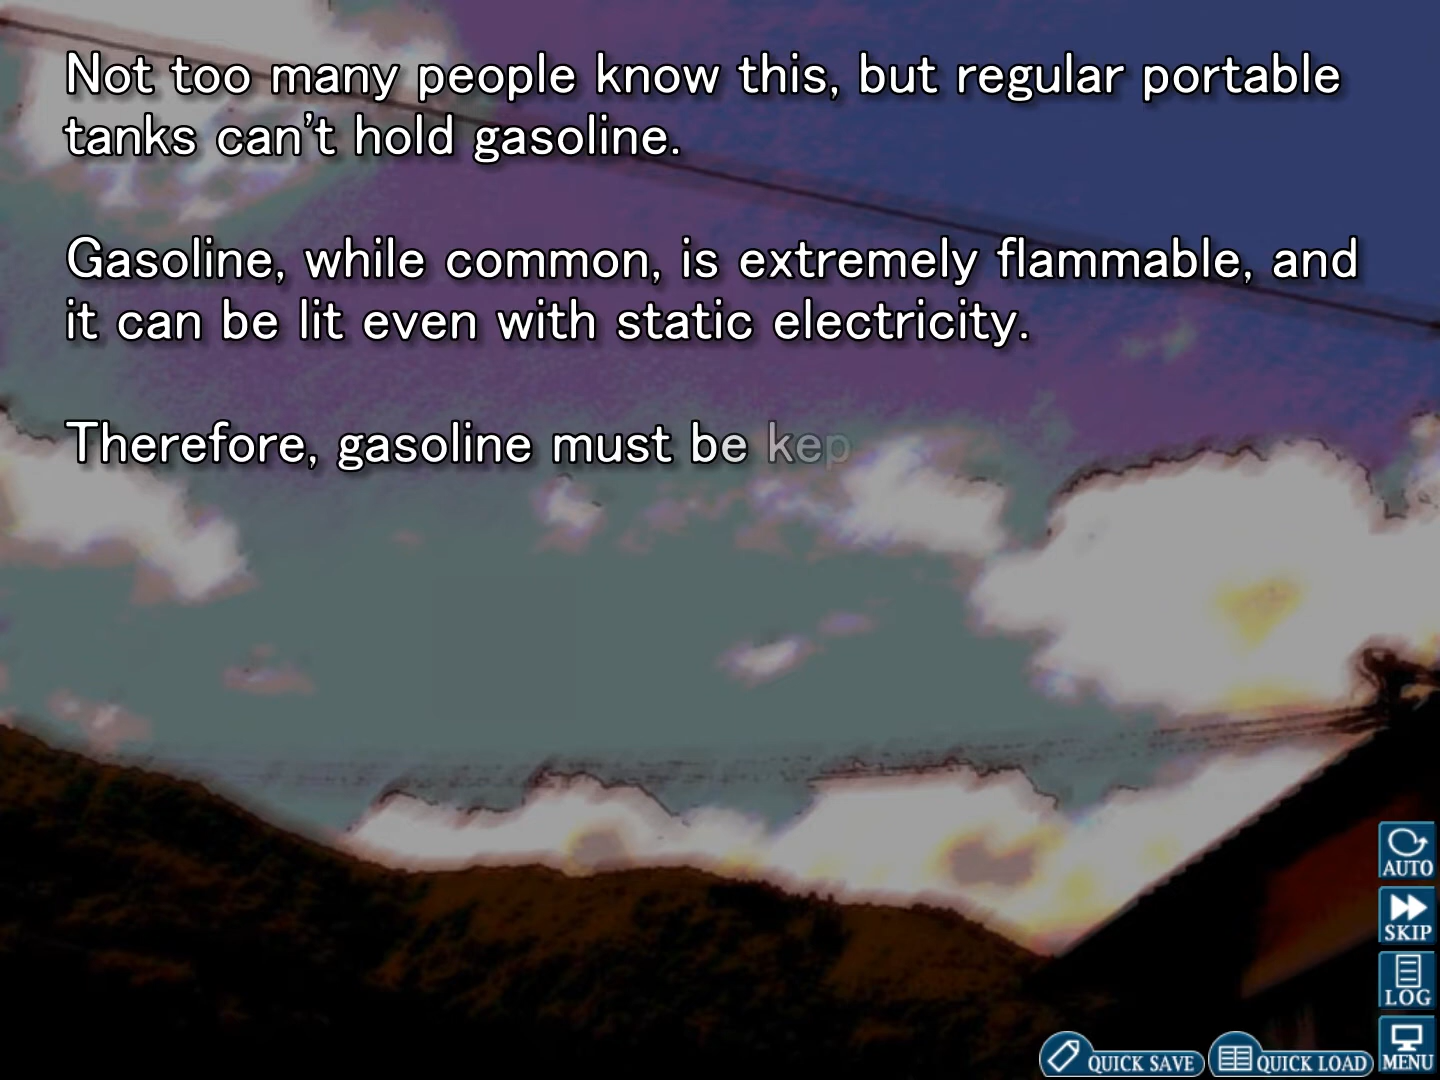 Not too many people know this, but regular portable
tanks can't hold gasoline.
Gasoline, while common, is extremely flammable, and
it can be lit even with static electricity.
Therefore, gasoline must be kep
AUTO
SKIP
LOG
MENU
QUICK SAVE
QUICK LOAD